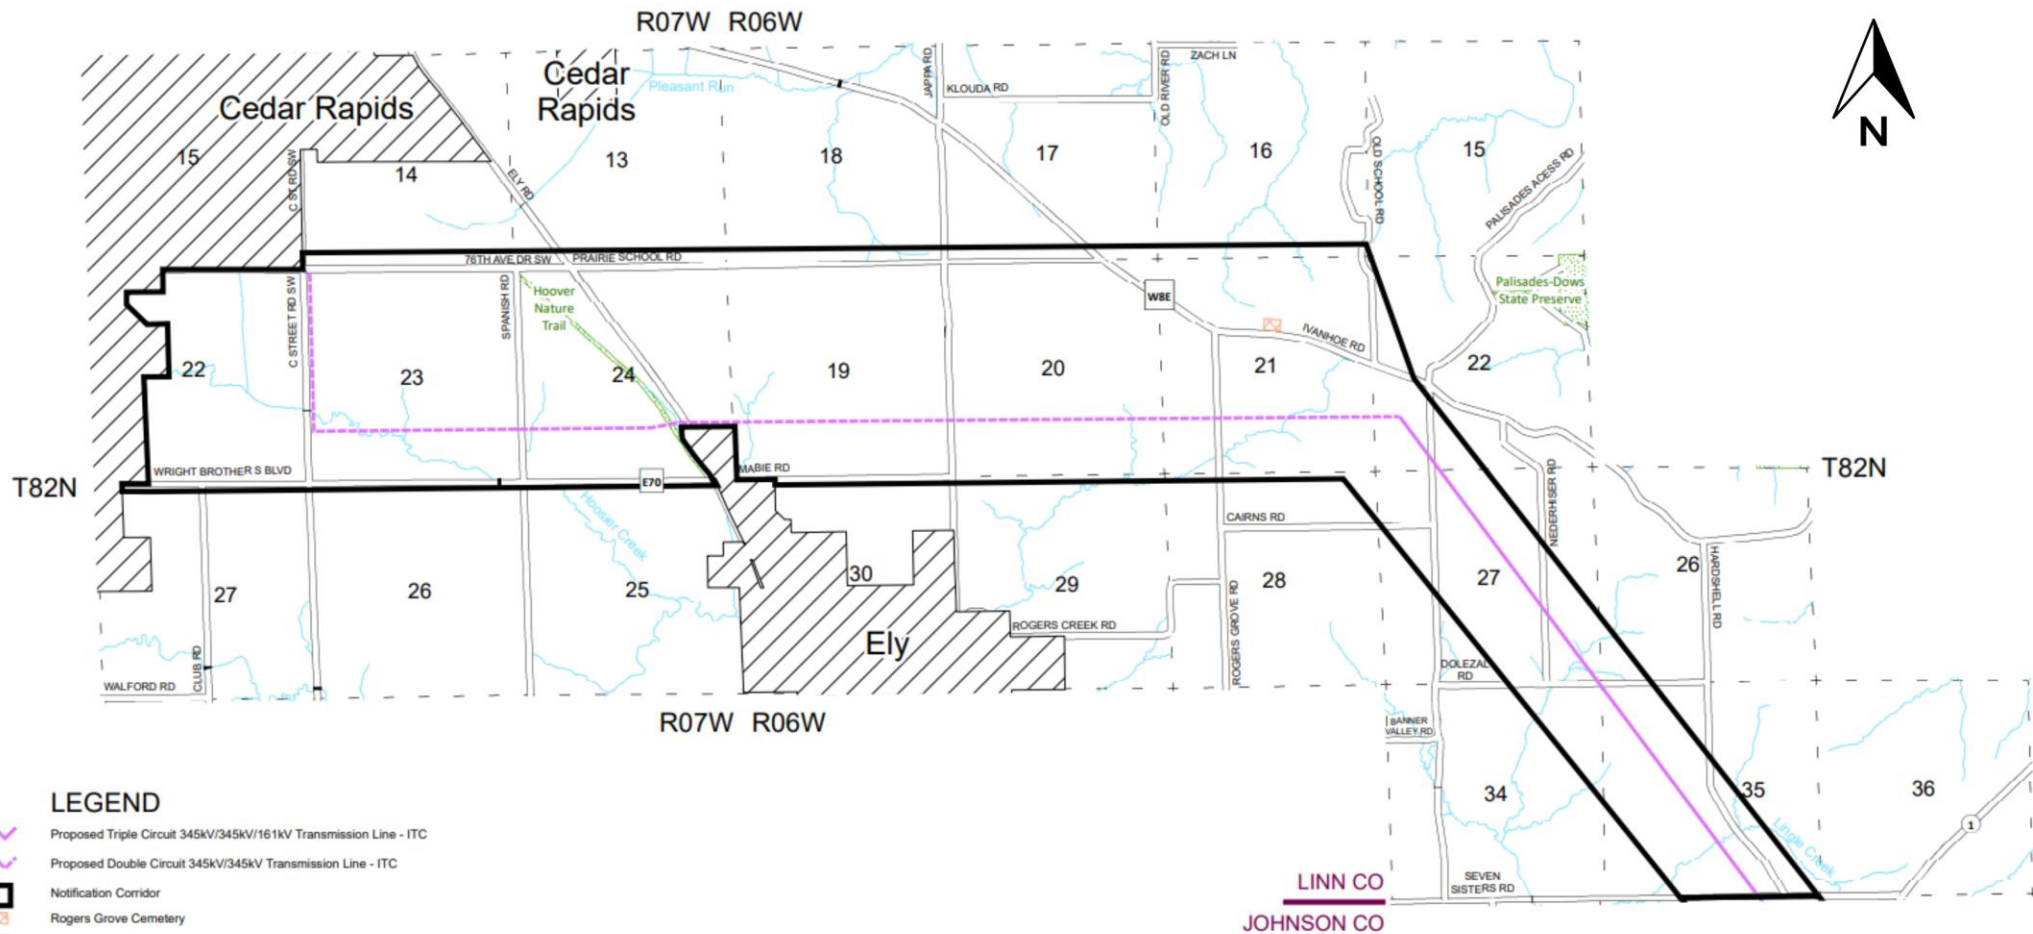 R07W R06W
ZACH LN
Cedar
Rapids
JAPPA RD
Pleasant Run
KLOUDA RD
OLD RIVER RD
N
Cedar Rapids
15
14
13
18
17
16
15
C ST RD SW
ELY RD
OLD SCHOOL RD
PALISADES ACESS RD
76TH AVE DR SW
PRAIRIE SCHOOL RD
C STREET RD SW
SPANISH RD
Hoover
Nature
Trail
W8E
IVANHOE RD
Palisades-Dows
State Preserve
22
23
24
19
20
21
22
T82N
WRIGHT BROTHERS BLVD
E70
MABIE RD
T82N
NEDERHISER RD
Hoosier Creek
CAIRNS RD
HARDSHELL RD
27
26
25
30
29
28
27
26
ROGERS GROVE RD
ROGERS CREEK RD
Ely
CLUB RD
WALFORD RD
DOLEZAL
RD
R07W R06W
BANNER
VALLEY RD
34
35
36
1
Lingle Creek
SEVEN
SISTERS RD
LINN CO
JOHNSON CO
LEGEND
Proposed Triple Circuit 345kV/345kV/161kV Transmission Line - ITC
Proposed Double Circuit 345kV/345kV Transmission Line - ITC
Notification Corridor
Rogers Grove Cemetery